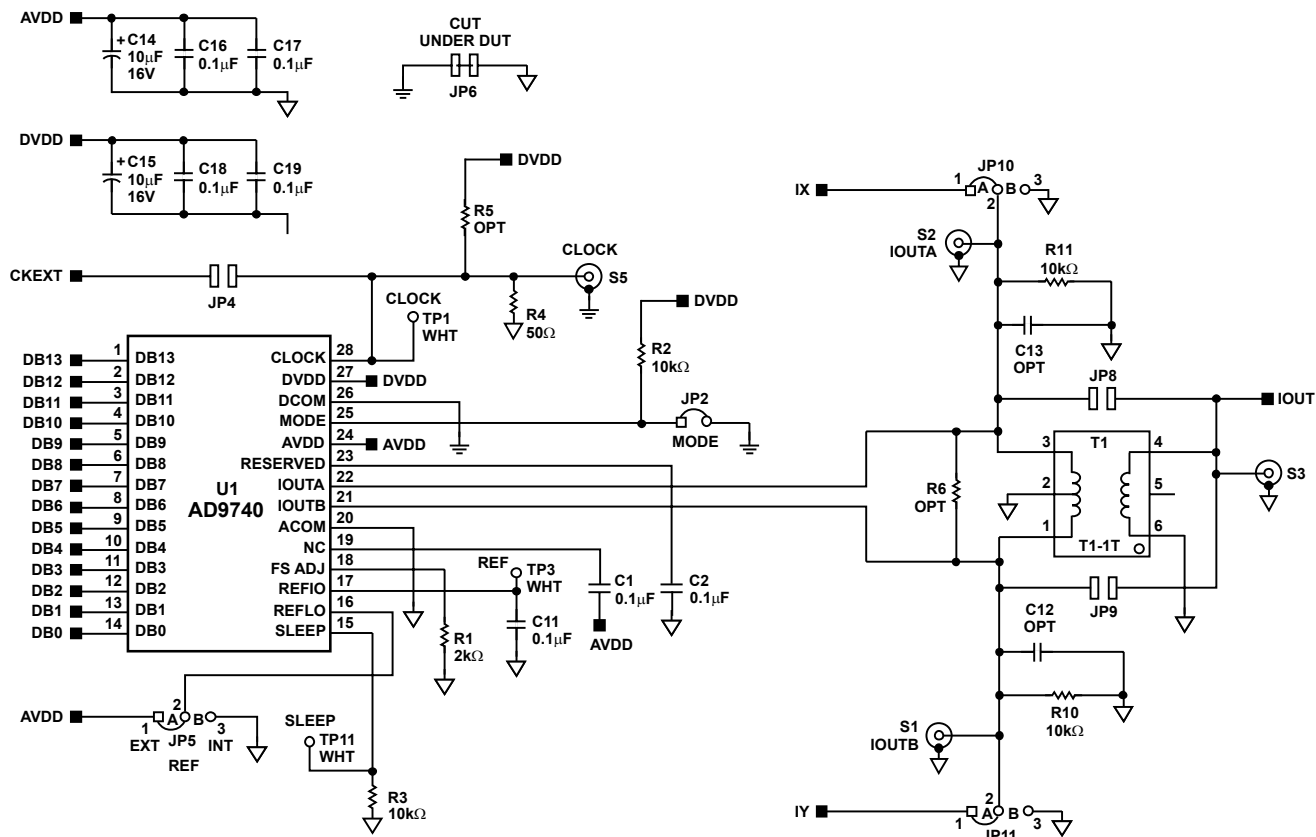 AVDD
+ C14
10µF
16V
C16
0.1µF
C17
0.1µF
CUT
UNDER DUT
JP6
DVDD
+ C15
10µF
16V
C18
0.1µF
C19
0.1µF
DVDD
R5
OPT
CKEXT
JP4
CLOCK
S5
CLOCK
TP1
WHT
R4
50Ω
DVDD
R2
10kΩ
JP2
MODE
DB13 1 DB13
DB12 2 DB12
DB11 3 DB11
DB10 4 DB10
DB9 5 DB9
DB8 6 DB8
DB7 7 DB7
DB6 8 DB6
DB5 9 DB5
DB4 10 DB4
DB3 11 DB3
DB2 12 DB2
DB1 13 DB1
DB0 14 DB0
U1
AD9740
CLOCK 28
DVDD 27 DVDD
DCOM 26
MODE 25
AVDD 24 AVDD
RESERVED 23
IOUTA 22
IOUTB 21
ACOM 20
NC 19
FS ADJ 18
REFIO 17
REFLO 16
SLEEP 15
REF
TP3
WHT
C11
0.1µF
R1
2kΩ
C1
0.1µF
AVDD
C2
0.1µF
AVDD
1 A 2 B 3
EXT JP5 INT
REF
SLEEP
TP11
WHT
R3
10kΩ
IX
JP10
1 A B 3
2
S2
IOUTA
R11
10kΩ
C13
OPT
JP8
IOUT
R6
OPT
T1
3 4
2 5
1 6
T1-1T
S3
JP9
C12
OPT
R10
10kΩ
S1
IOUTB
IY
2
1 A B 3
JP11